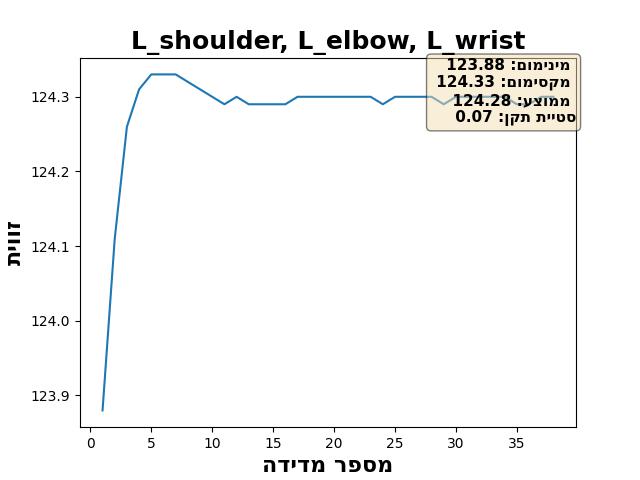 L_shoulder, L_elbow, L_wrist
מינימום: 123.88
מקסימום: 124.33
ממוצע: 124.28
סטיית תקן: 0.07
124.3
124.2
124.1
124.0
123.9
זווית
0 5 10 15 20 25 30 35
מספר מדידה